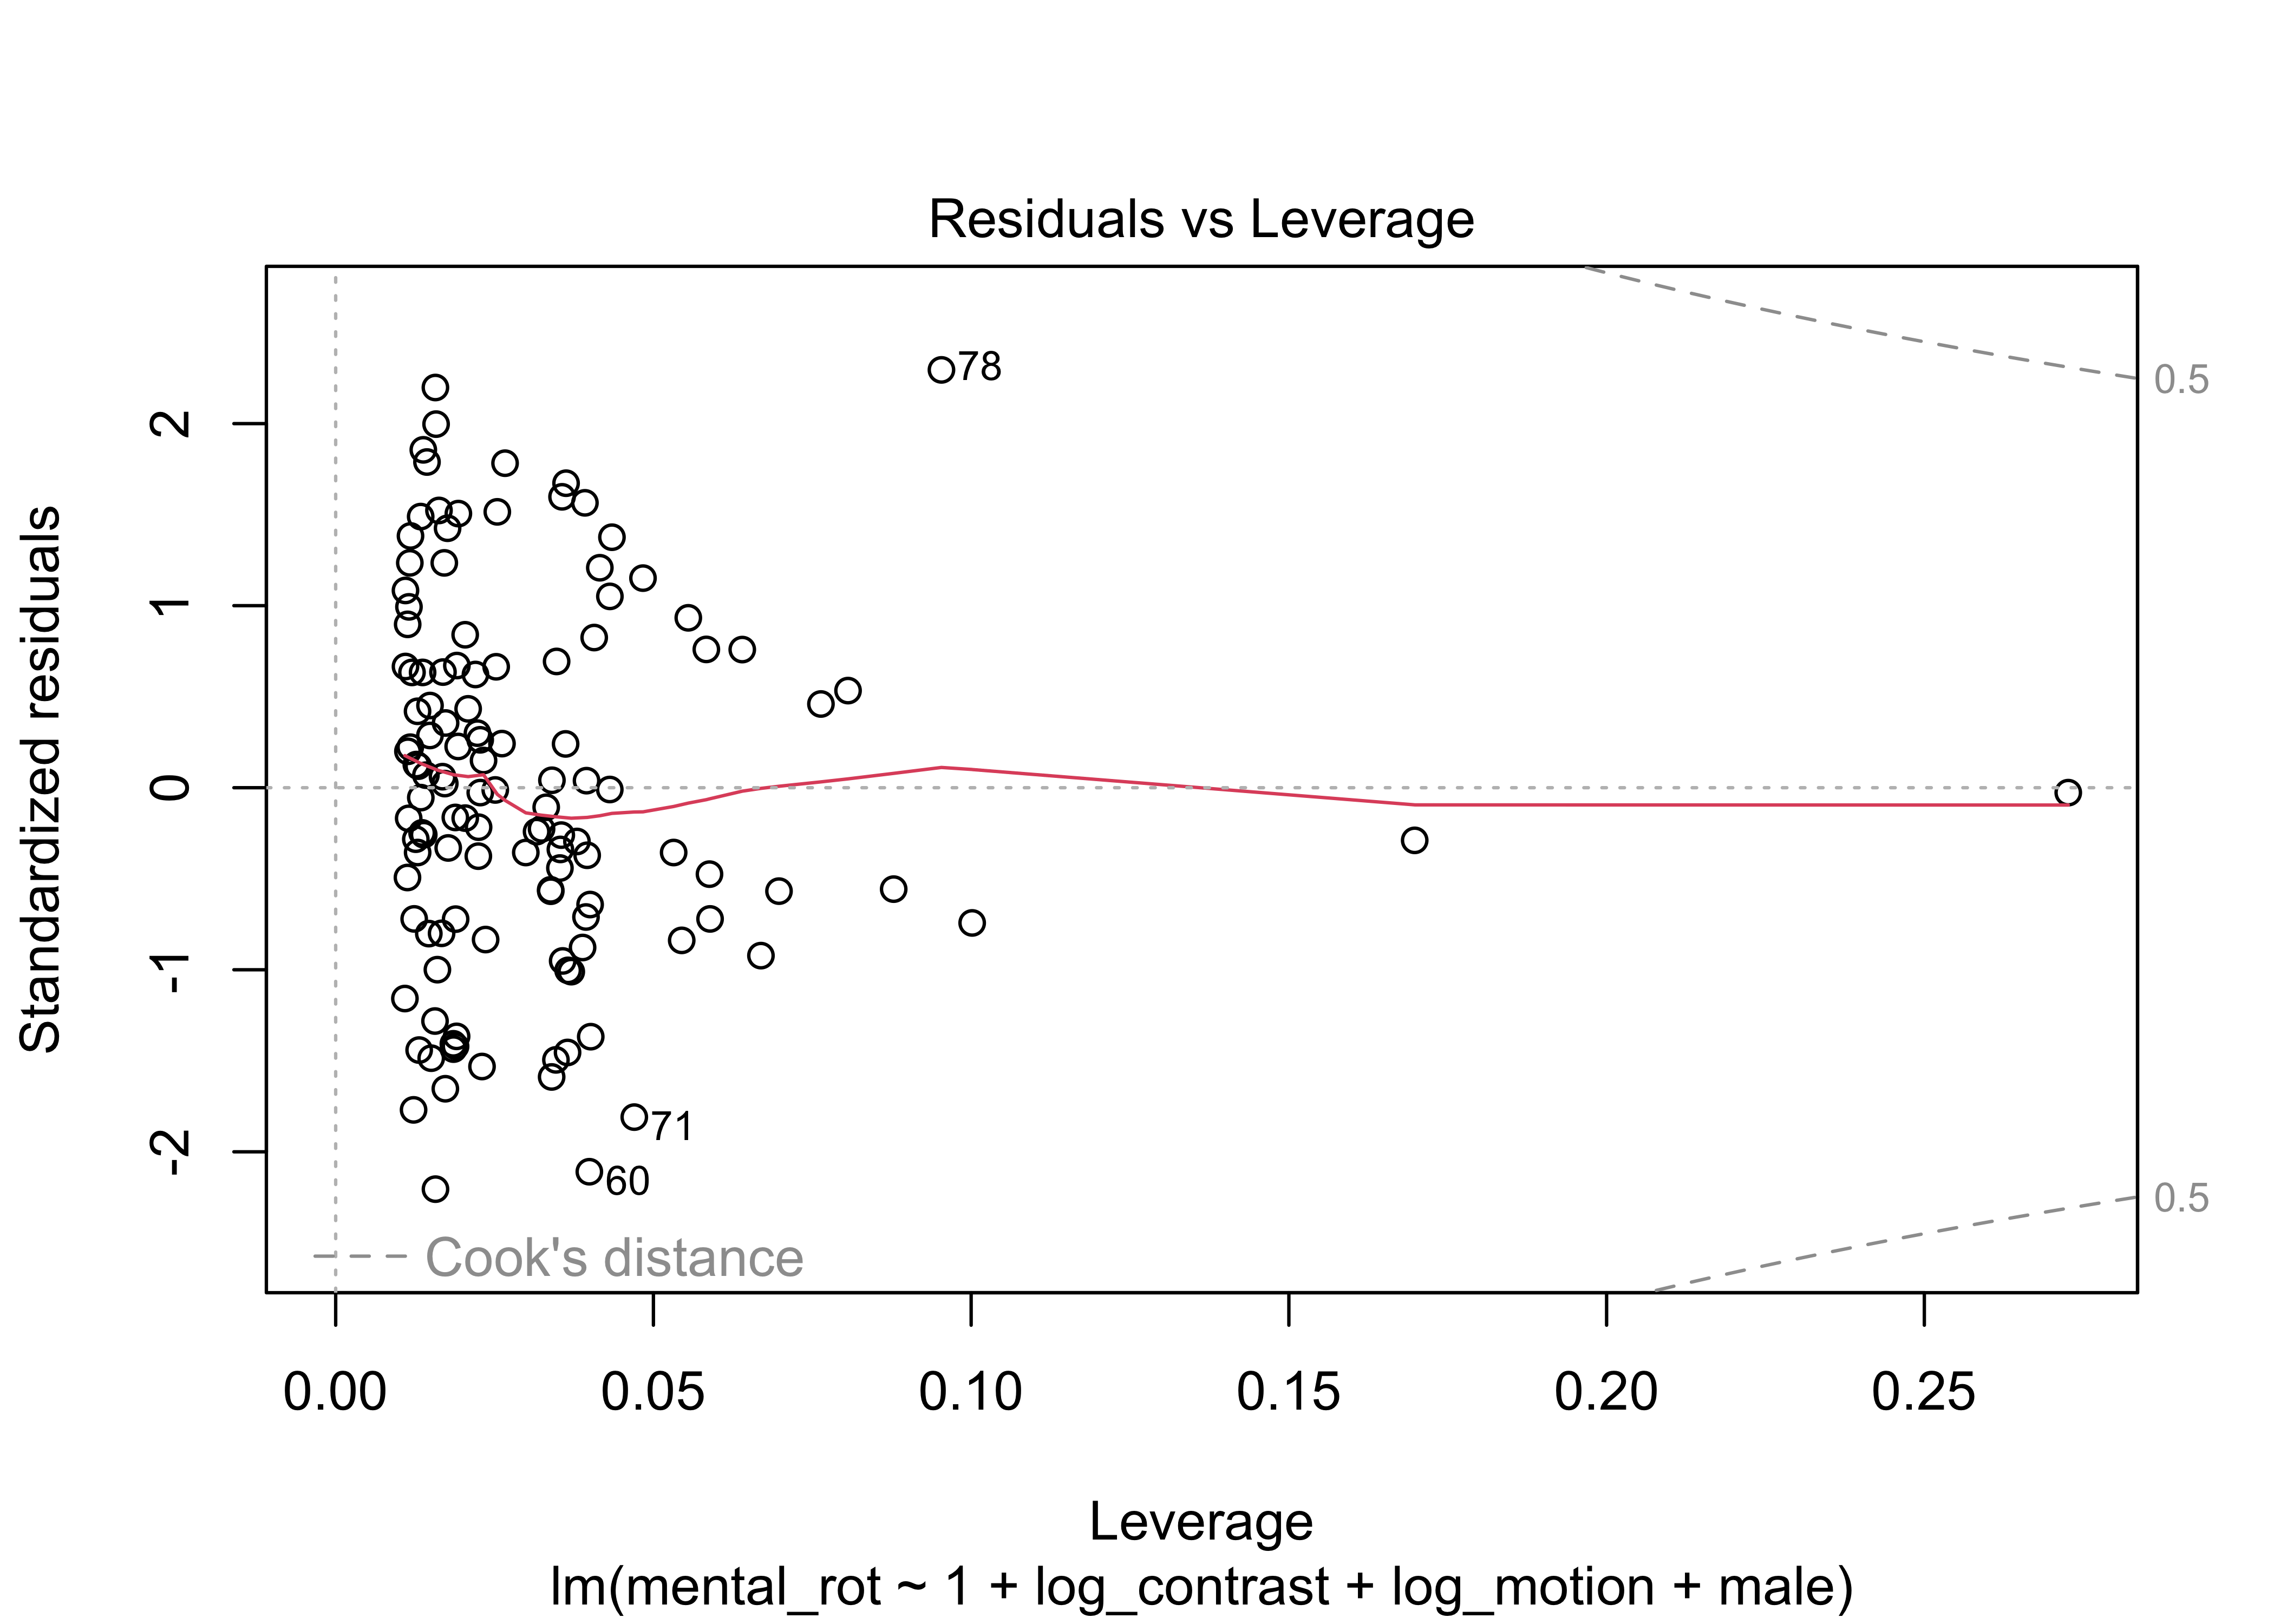 Residuals vs Leverage
Standardized residuals
2
1
0
-1
-2
78
71
60
0.5
0.5
Cook's distance
0.00 0.05 0.10 0.15 0.20 0.25
Leverage
lm(mental_rot ~ 1 + log_contrast + log_motion + male)